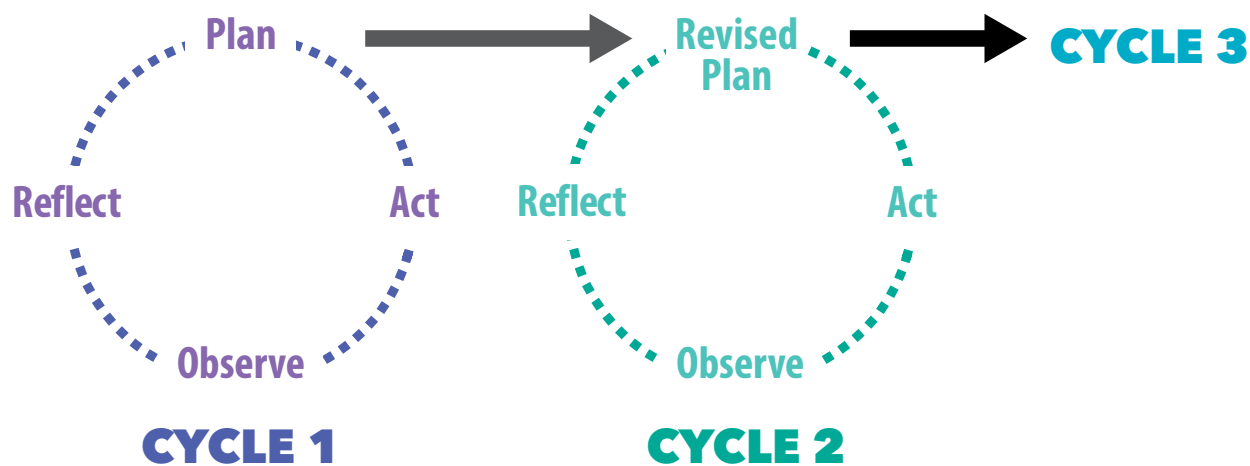 Plan
Act
Observe
Reflect
CYCLE 1
Revised
Plan
Act
Observe
Reflect
CYCLE 2
CYCLE 3